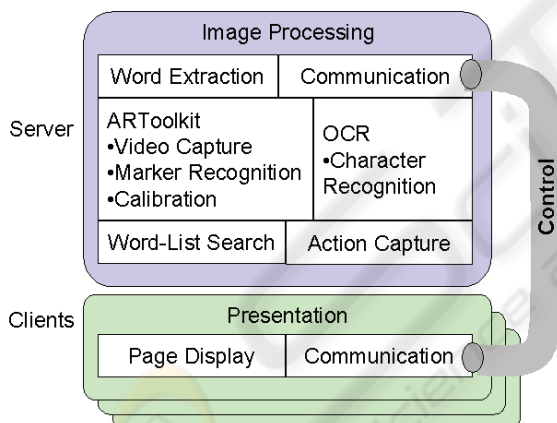 Image Processing
Word Extraction
Communication
Server
ARToolkit
•Video Capture
•Marker Recognition
•Calibration
OCR
•Character
Recognition
Word-List Search
Action Capture
Control
Clients
Presentation
Page Display
Communication